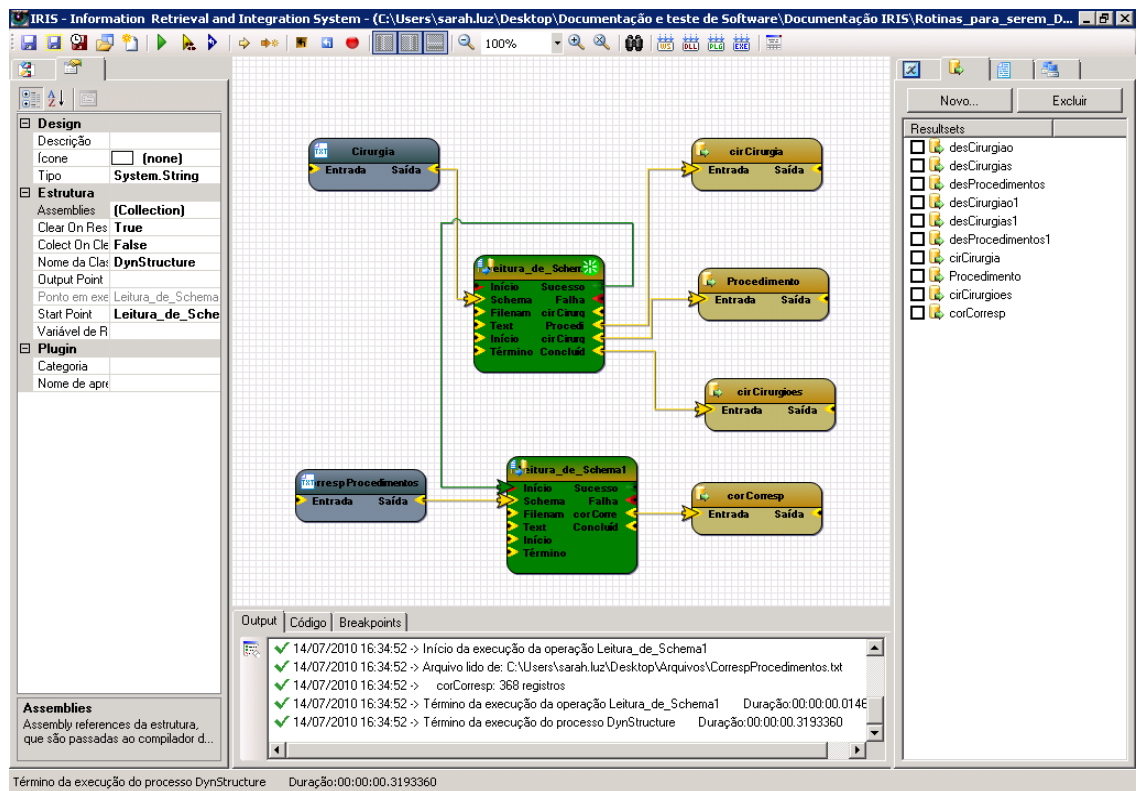 IRIS - Information Retrieval and Integration System - (C:\Users\sarah.luz\Desktop\Documentação e teste de Software\Documentação IRIS\Rotinas_para_serem_D...
100%
WS DLL PLG EXE
Design
Descrição
Ícone (none)
Tipo System.String
Estrutura
Assemblies (Collection)
Clear On Res True
Colect On Cle False
Nome da Clas DynStructure
Output Point
Ponto em exe Leitura_de_Schema
Start Point Leitura_de_Sche
Variável de R
Plugin
Categoria
Nome de apre
Assemblies
Assembly references da estrutura,
que são passadas ao compilador d...
TXT Cirurgia
Entrada Saída
cirCirurgia
Entrada Saída
eitura_de_Schem
Início Sucesso
Schema Falha
Filenam cirCirurg
Text Procedi
Início cirCirurg
Término Concluíd
Procedimento
Entrada Saída
cirCirurgioes
Entrada Saída
TXT rrespProcedimentos
Entrada Saída
eitura_de_Schema1
Início Sucesso
Schema Falha
Filenam corCorre
Text Concluíd
Início
Término
corCorresp
Entrada Saída
Output Código Breakpoints
14/07/2010 16:34:52 -> Início da execução da operação Leitura_de_Schema1
14/07/2010 16:34:52 -> Arquivo lido de: C:\Users\sarah.luz\Desktop\Arquivos\CorrespProcedimentos.txt
14/07/2010 16:34:52 -> corCorresp: 368 registros
14/07/2010 16:34:52 -> Término da execução da operação Leitura_de_Schema1 Duração:00:00:00.0146
14/07/2010 16:34:52 -> Término da execução do processo DynStructure Duração:00:00:00.3193360
Novo... Excluir
Resultsets
desCirurgiao
desCirurgias
desProcedimentos
desCirurgiao1
desCirurgias1
desProcedimentos1
cirCirurgia
Procedimento
cirCirurgioes
corCorresp
Término da execução do processo DynStructure Duração:00:00:00.3193360